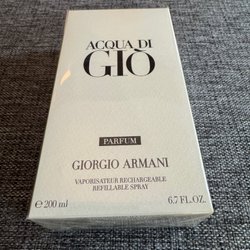 ACQUA DI
GIÒ
PARFUM
GIORGIO ARMANI
VAPORISATEUR RECHARGEABLE
REFILLABLE SPRAY
℮ 200 ml 6.7 FL.OZ.